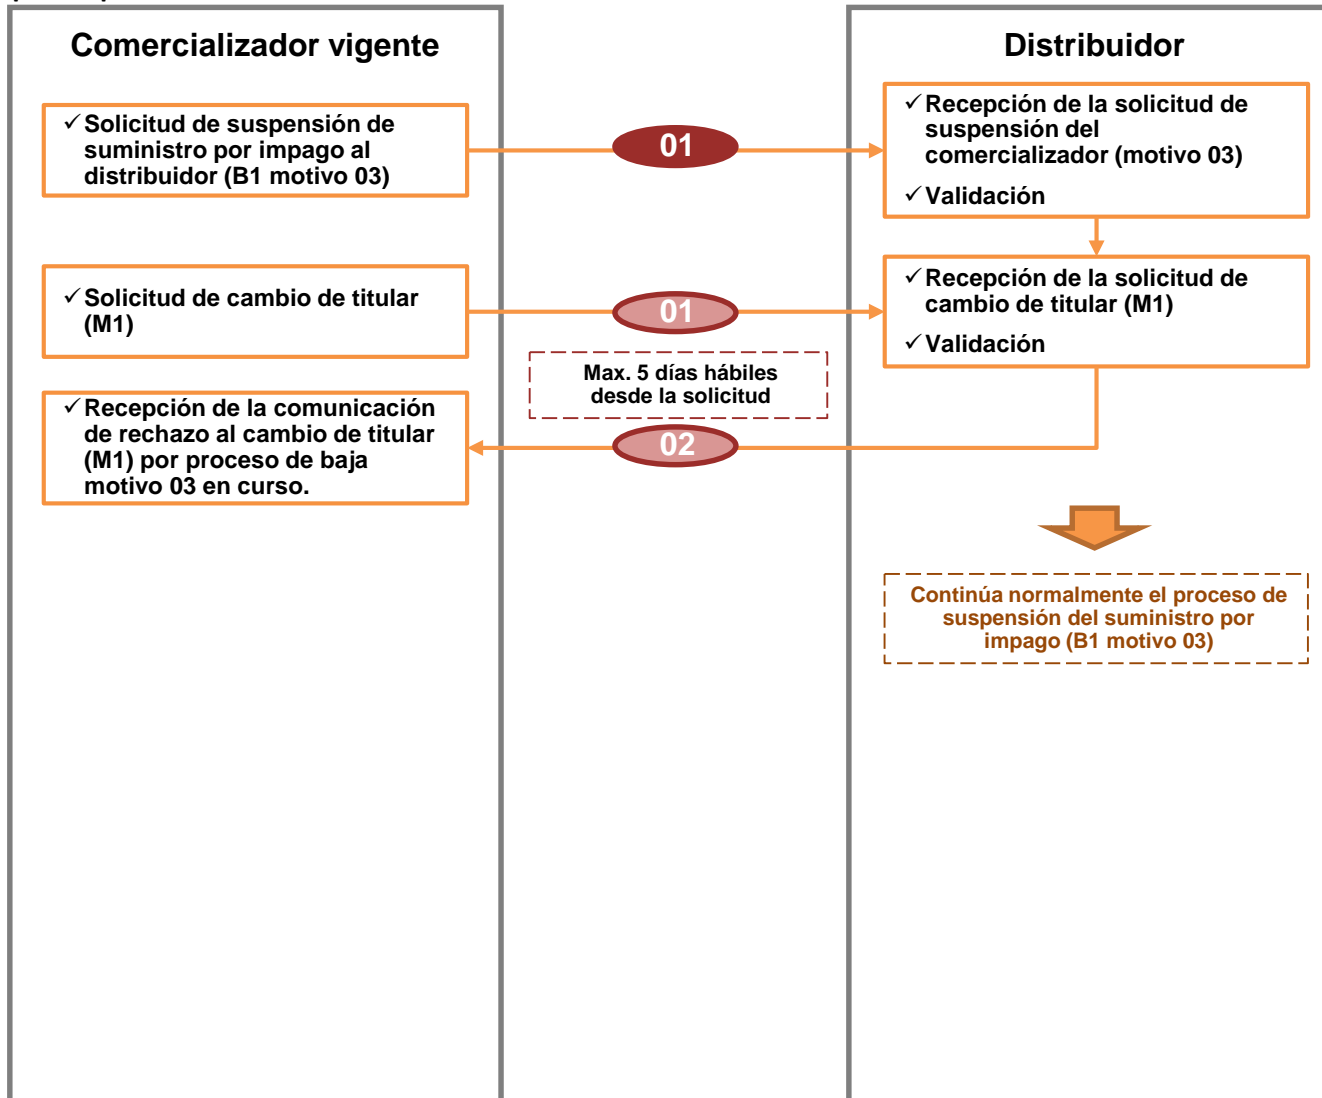 Comercializador vigente
Distribuidor
✓ Solicitud de suspensión de
suministro por impago al
distribuidor (B1 motivo 03)
01
✓ Recepción de la solicitud de
suspensión del
comercializador (motivo 03)
✓ Validación
✓ Solicitud de cambio de titular
(M1)
01
✓ Recepción de la solicitud de
cambio de titular (M1)
✓ Validación
Max. 5 días hábiles
desde la solicitud
✓ Recepción de la comunicación
de rechazo al cambio de titular
(M1) por proceso de baja
motivo 03 en curso.
02
Continúa normalmente el proceso de
suspensión del suministro por
impago (B1 motivo 03)